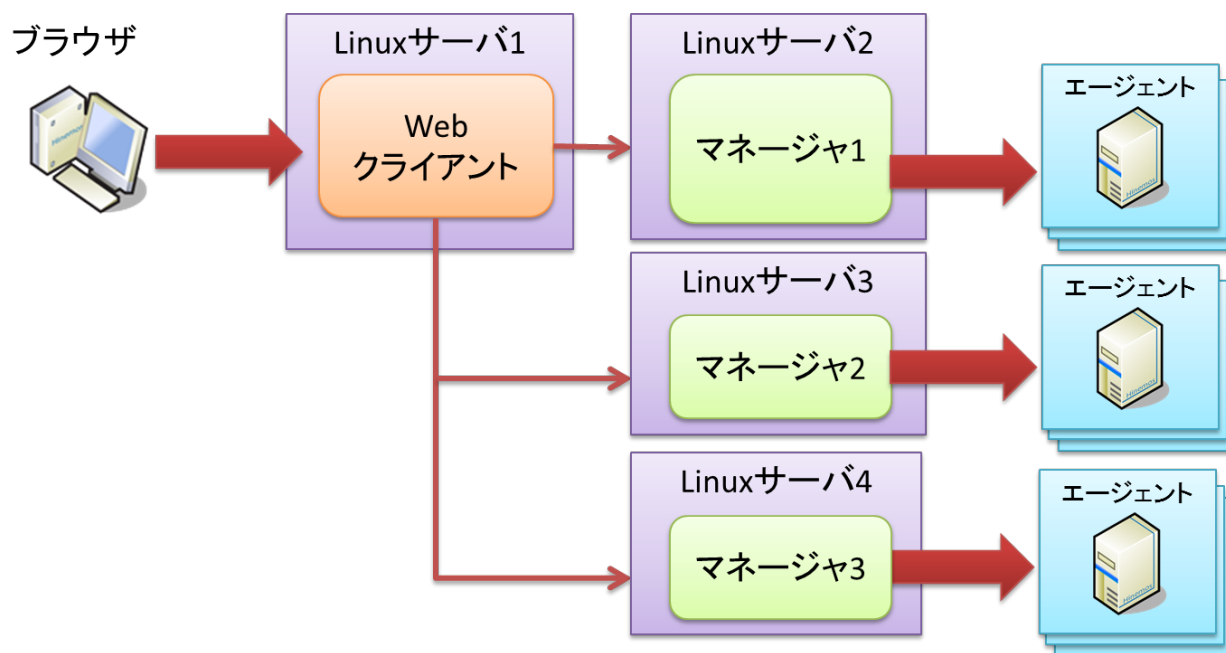 ブラウザ
Hinemos
Linuxサーバ1
Web
クライアント
Linuxサーバ2
マネージャ1
エージェント
Hinemos
Linuxサーバ3
マネージャ2
エージェント
Hinemos
Linuxサーバ4
マネージャ3
エージェント
Hinemos